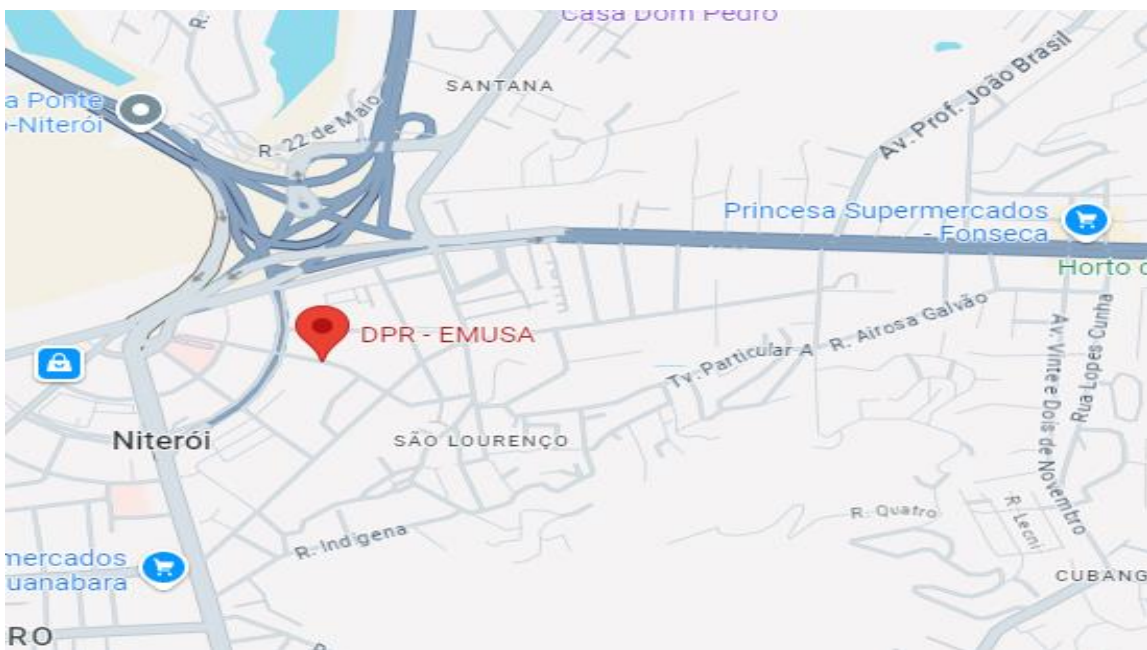 Casa Dom Pedro
R.
SANTANA
a Ponte
o-Niterói
R. 22 de Maio
Av. Prof. João Brasil
Princesa Supermercados
- Fonseca
Horto
DPR - EMUSA
Tv. Particular A
R. Airosa Galvão
Av. Vinte e Dois de Novembro
Rua Lopes Cunha
Niterói
SÃO LOURENÇO
R. Indígena
R. Quatro
R. Leoni
mercados
uanabara
CUBANG
RO